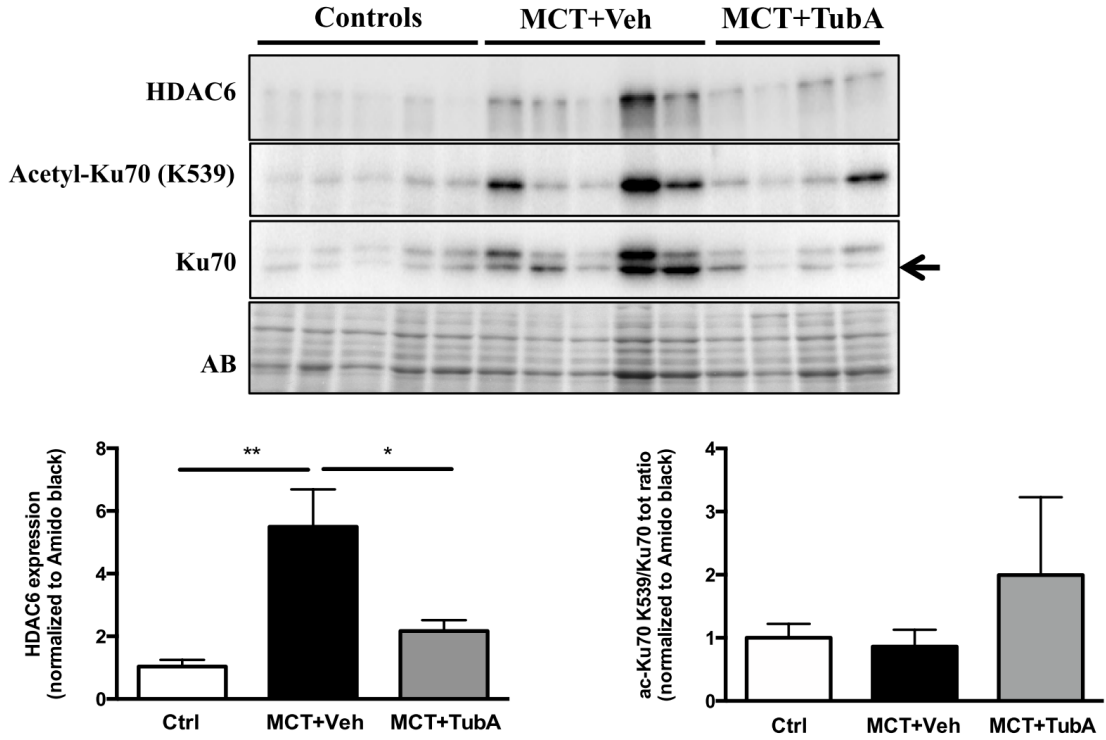 Controls MCT+Veh MCT+TubA
HDAC6
Acetyl-Ku70 (K539)
Ku70
AB
8
6
4
2
0
HDAC6 expression
(normalized to Amido black)
** *
Ctrl MCT+Veh MCT+TubA
4
3
2
1
0
ac-Ku70 K539/Ku70 tot ratio
(normalized to Amido black)
Ctrl MCT+Veh MCT+TubA